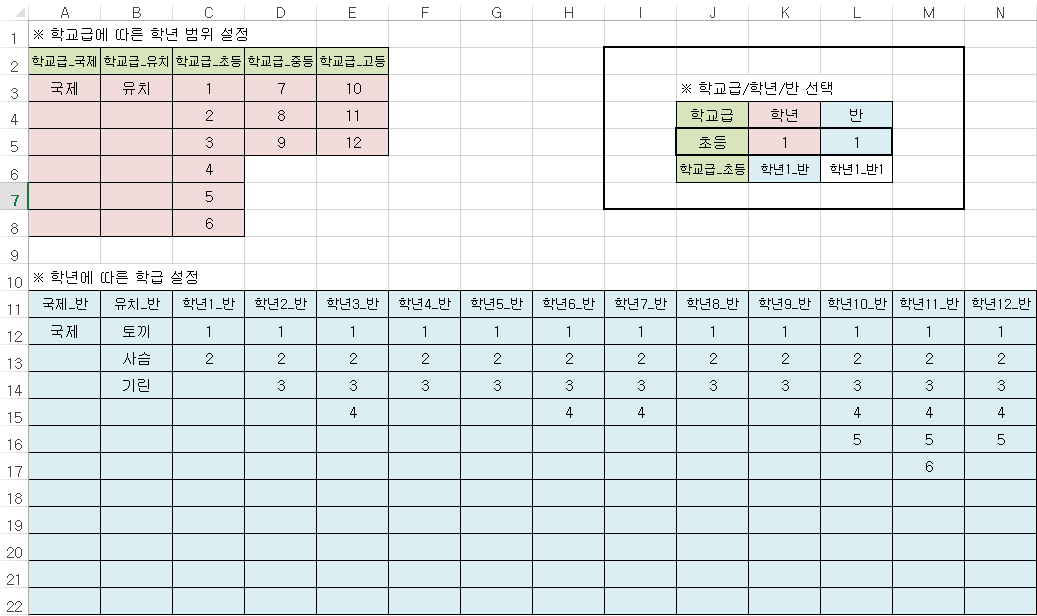 A B C D E F G H I J K L M N
1 ※ 학교급에 따른 학년 범위 설정
2 학교급_국제 학교급_유치 학교급_초등 학교급_중등 학교급_고등
3 국제 유치 1 7 10 ※ 학교급/학년/반 선택
4 2 8 11 학교급 학년 반
5 3 9 12 초등 1 1
6 4 학교급_초등 학년1_반 학년1_반1
7 5
8 6
9
10 ※ 학년에 따른 학급 설정
11 국제_반 유치_반 학년1_반 학년2_반 학년3_반 학년4_반 학년5_반 학년6_반 학년7_반 학년8_반 학년9_반 학년10_반 학년11_반 학년12_반
12 국제 토끼 1 1 1 1 1 1 1 1 1 1 1 1
13 사슴 2 2 2 2 2 2 2 2 2 2 2 2
14 기린 3 3 3 3 3 3 3 3 3 3 3
15 4 4 4 4 4 4
16 5 5 5
17 6
18
19
20
21
22